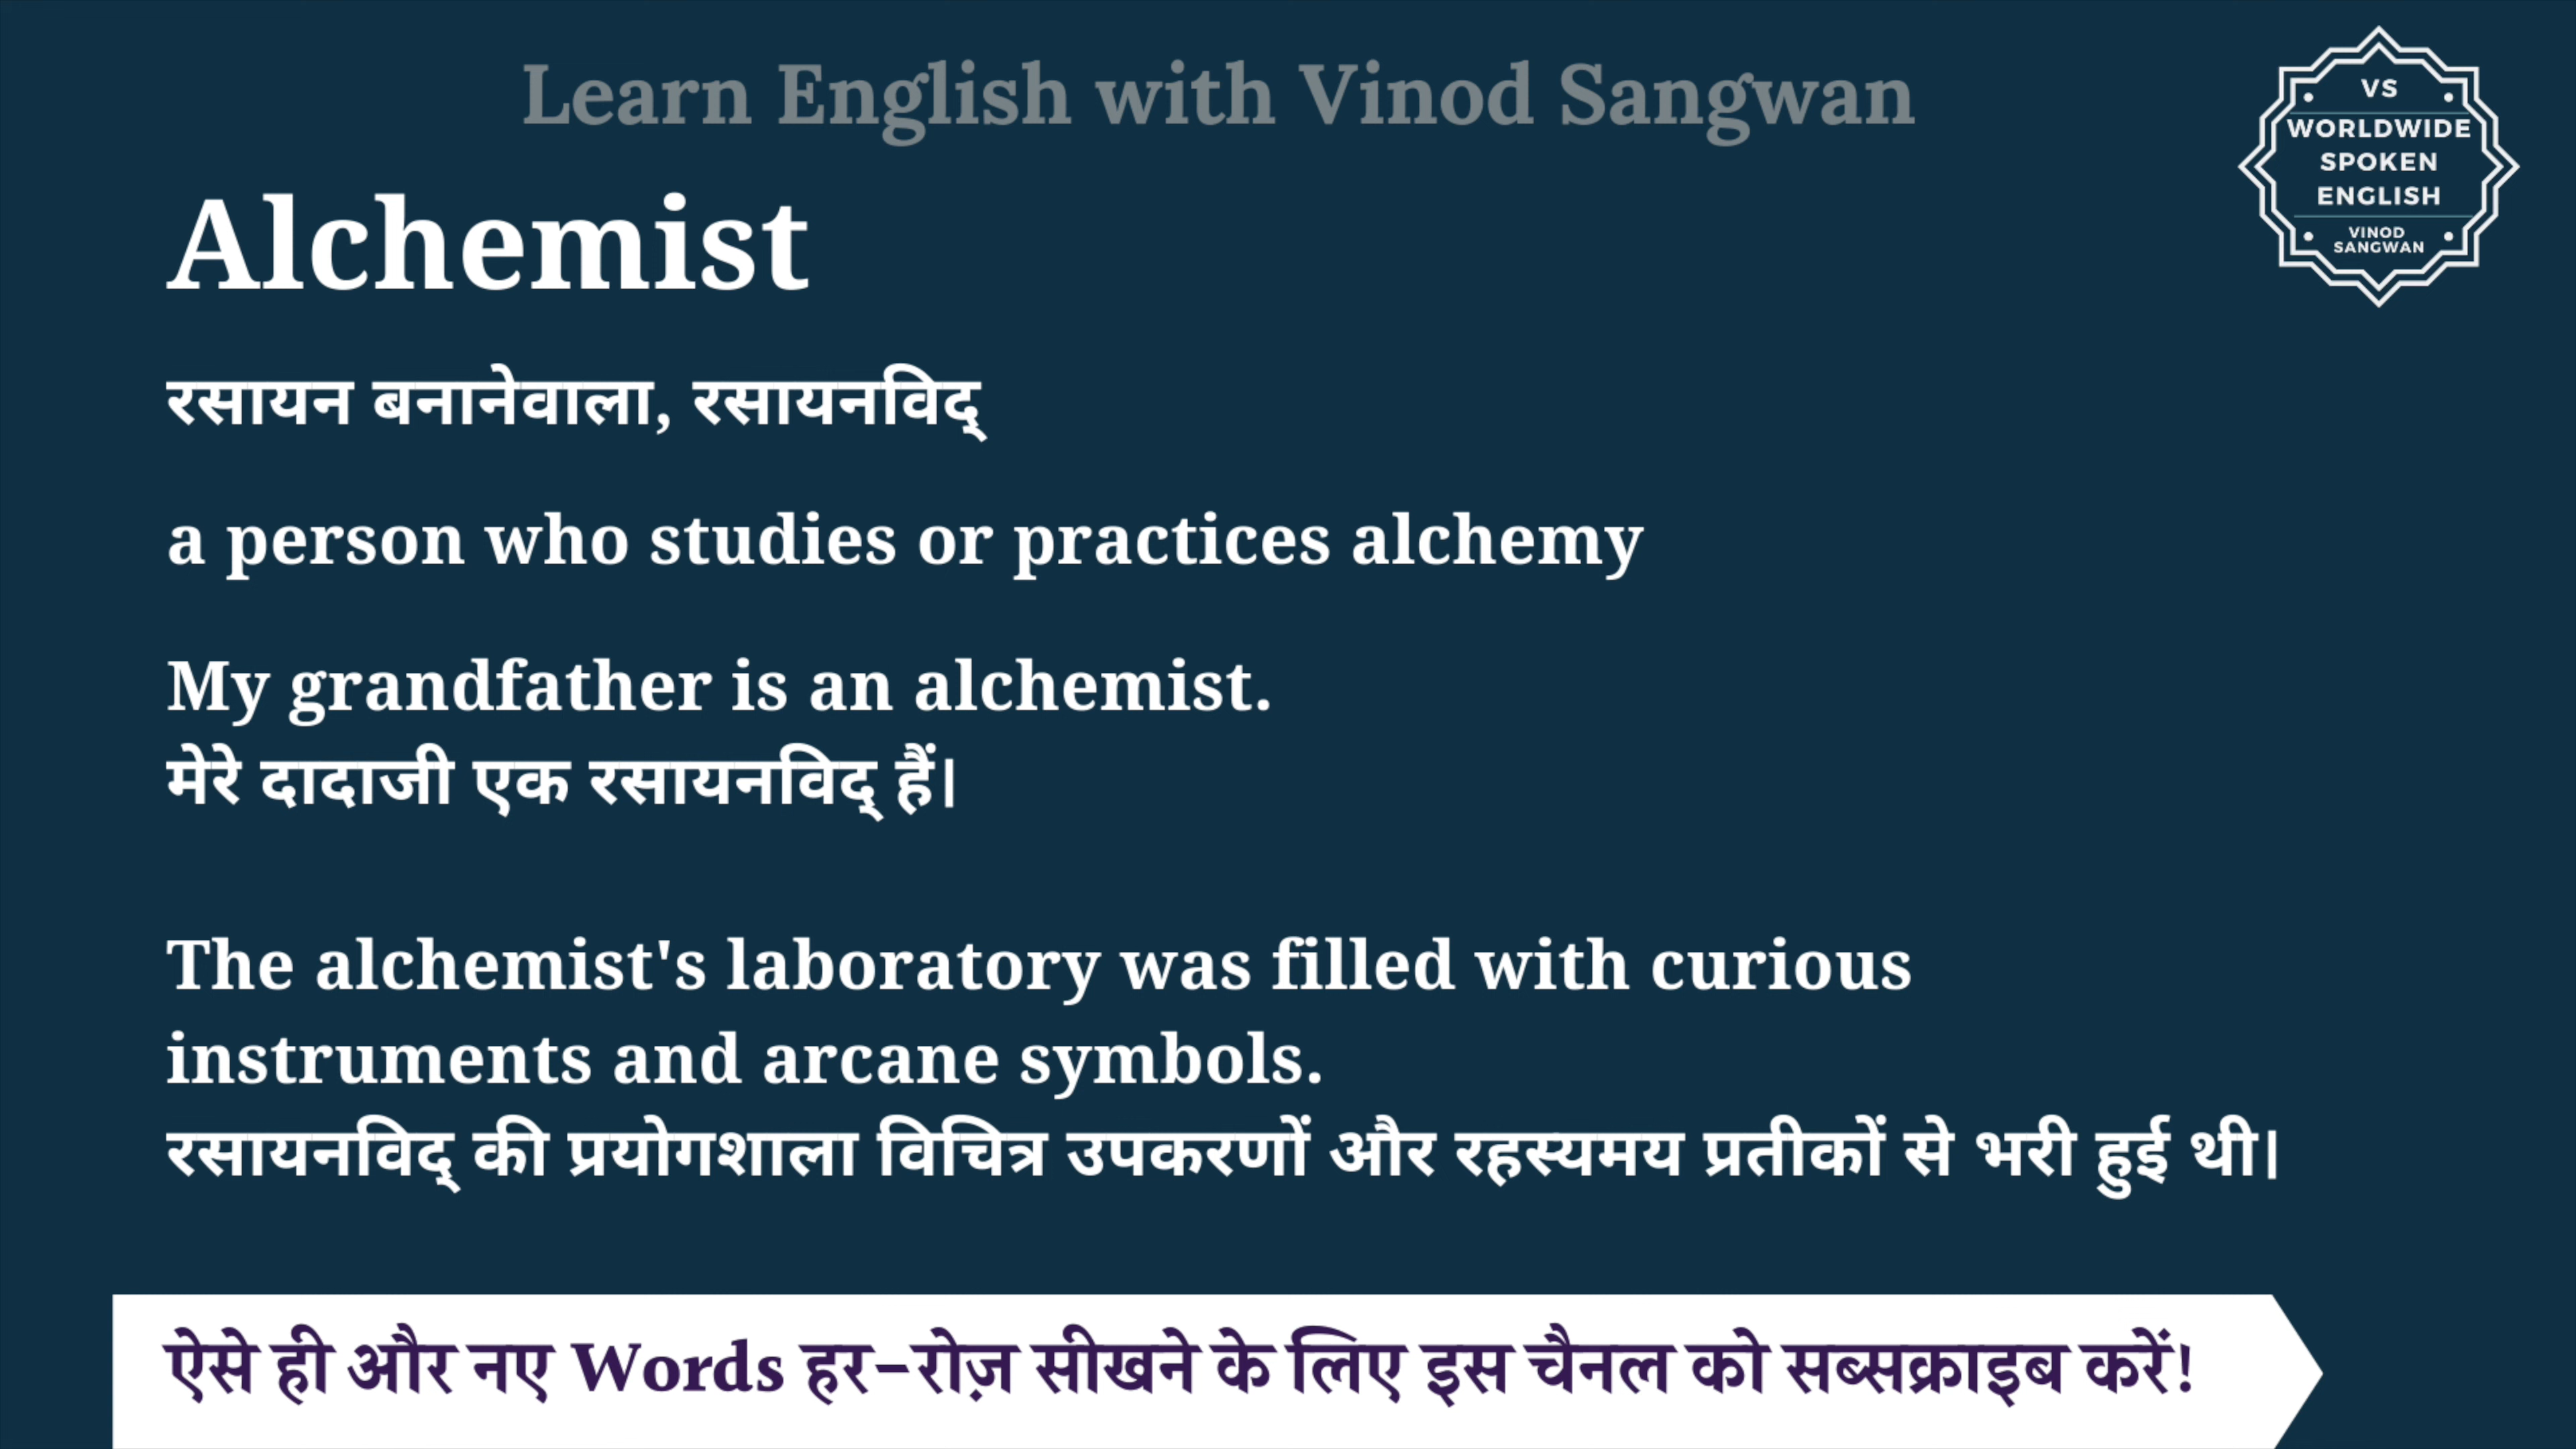 Learn English with Vinod Sangwan
VS
WORLDWIDE
SPOKEN
ENGLISH
VINOD
SANGWAN
Alchemist
रसायन बनानेवाला, रसायनविद्
a person who studies or practices alchemy
My grandfather is an alchemist.
मेरे दादाजी एक रसायनविद् हैं।
The alchemist's laboratory was filled with curious
instruments and arcane symbols.
रसायनविद् की प्रयोगशाला विचित्र उपकरणों और रहस्यमय प्रतीकों से भरी हुई थी।
ऐसे ही और नए Words हर-रोज़ सीखने के लिए इस चैनल को सब्सक्राइब करें!